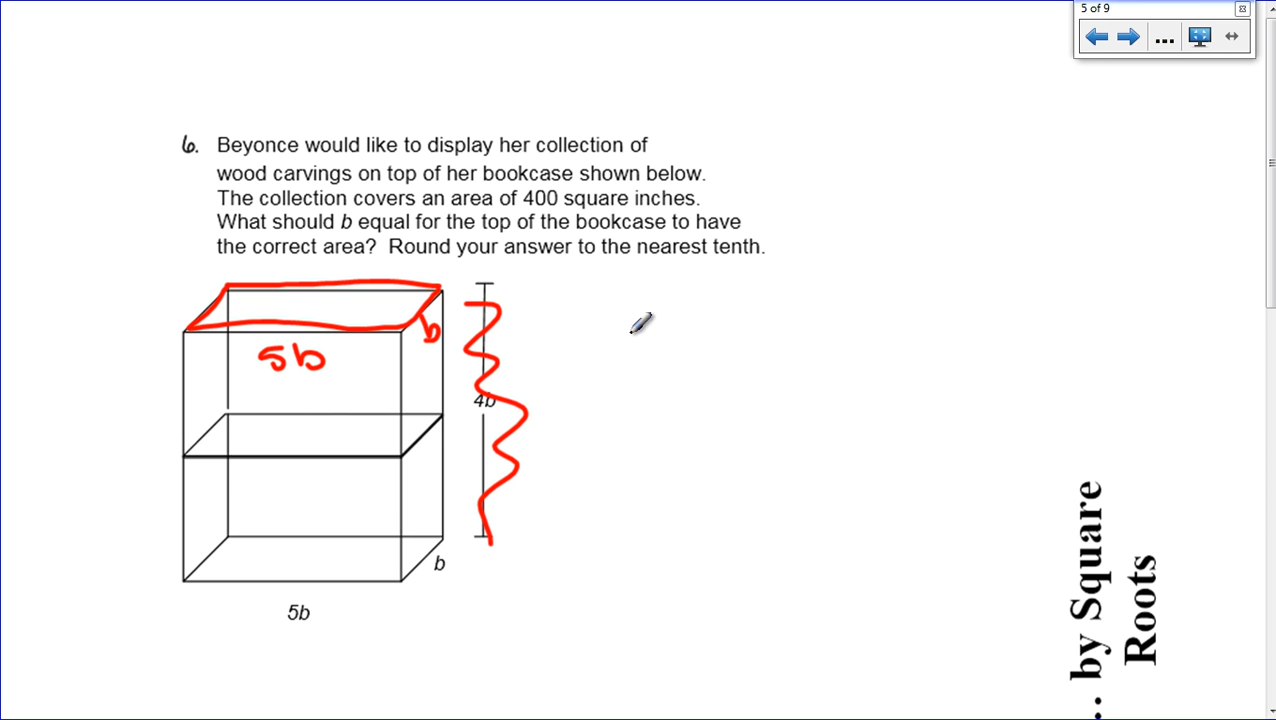 5 of 9
6. Beyonce would like to display her collection of
wood carvings on top of her bookcase shown below.
The collection covers an area of 400 square inches.
What should b equal for the top of the bookcase to have
the correct area? Round your answer to the nearest tenth.
b
5b
4b
b
5b
... by Square
Roots